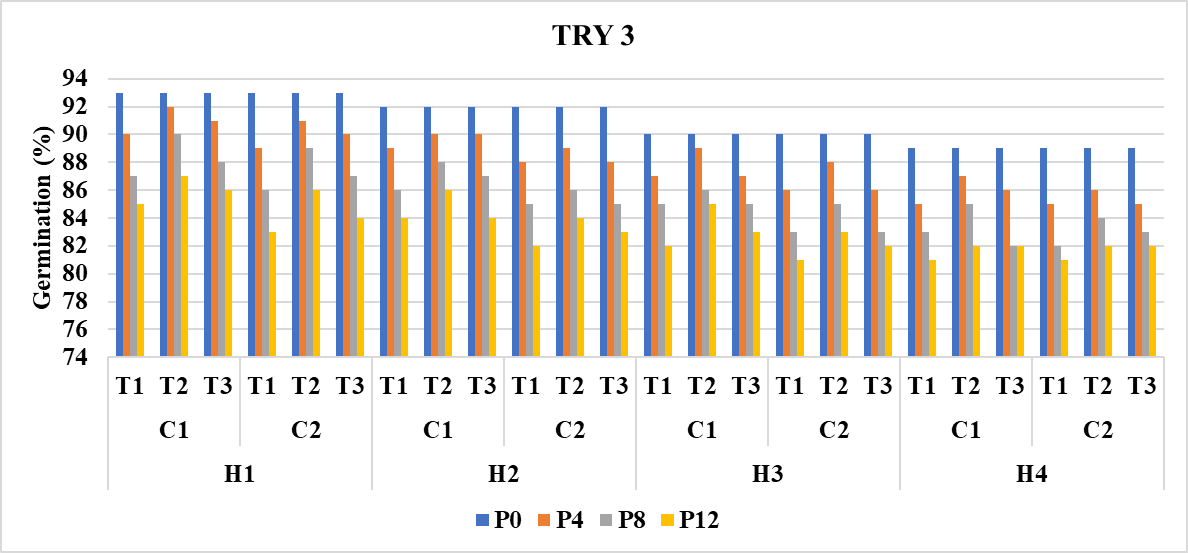 TRY 3
Germination (%)
94
92
90
88
86
84
82
80
78
76
74
T1 T2 T3 T1 T2 T3 T1 T2 T3 T1 T2 T3 T1 T2 T3 T1 T2 T3 T1 T2 T3 T1 T2 T3
C1 C2 C1 C2 C1 C2 C1 C2
H1 H2 H3 H4
P0 P4 P8 P12